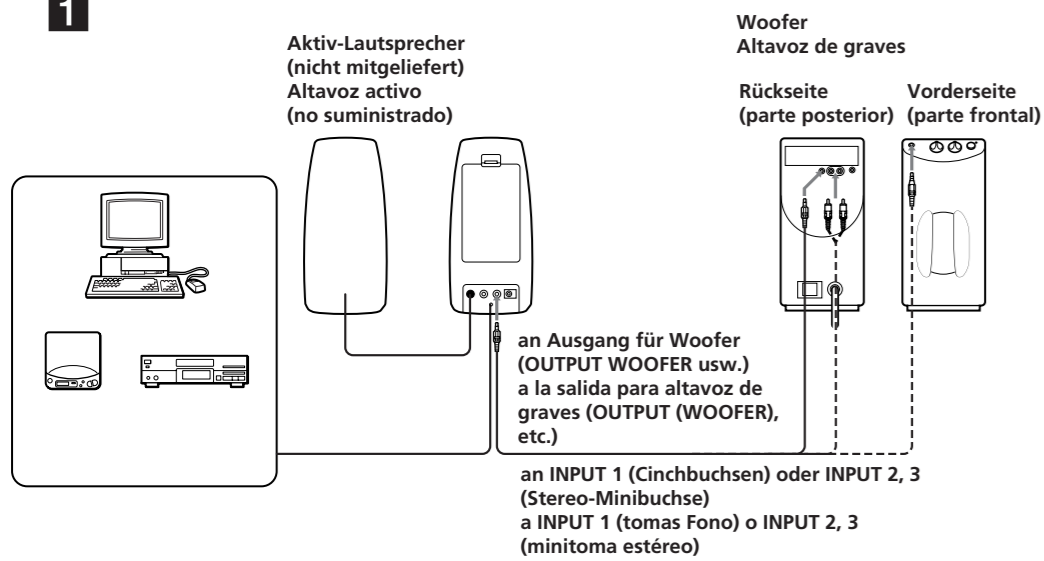 1
Aktiv-Lautsprecher
(nicht mitgeliefert)
Altavoz activo
(no suministrado)
Woofer
Altavoz de graves
Rückseite
(parte posterior)
Vorderseite
(parte frontal)
an Ausgang für Woofer
(OUTPUT WOOFER usw.)
a la salida para altavoz de
graves (OUTPUT (WOOFER),
etc.)
an INPUT 1 (Cinchbuchsen) oder INPUT 2, 3
(Stereo-Minibuchse)
a INPUT 1 (tomas Fono) o INPUT 2, 3
(minitoma estéreo)